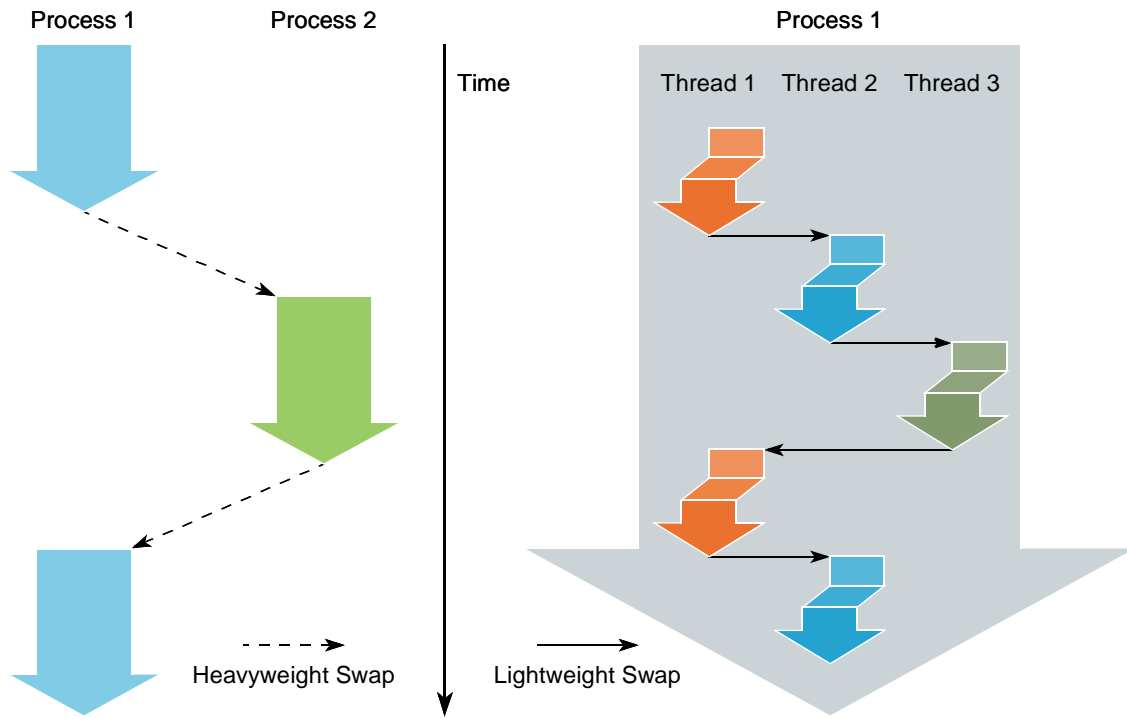 Process 1
Process 2
Process 1
Time
Thread 1
Thread 2
Thread 3
Heavyweight Swap
Lightweight Swap